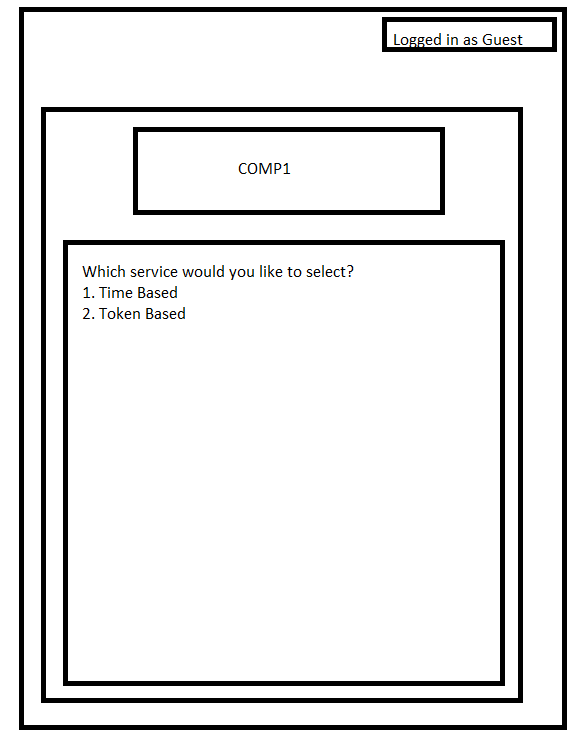 Logged in as Guest
COMP1
Which service would you like to select?
1. Time Based
2. Token Based